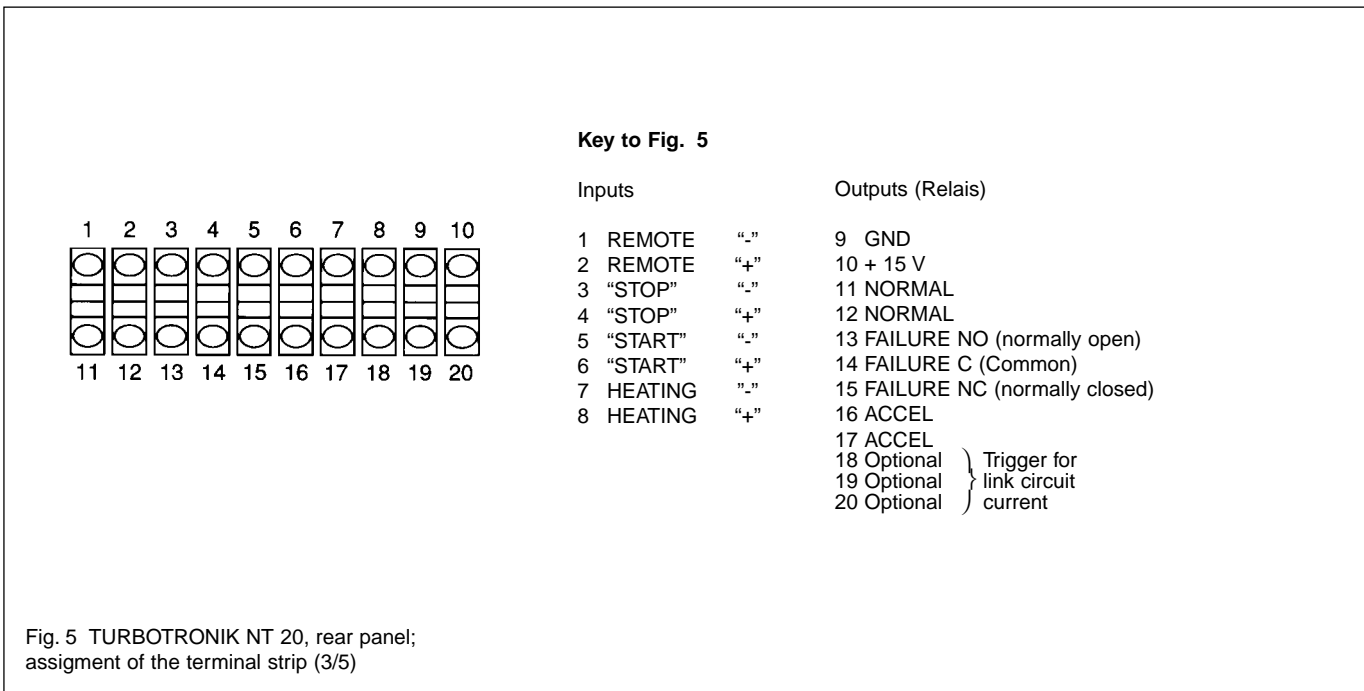 Key to Fig. 5
Inputs
1 REMOTE “-”
2 REMOTE “+”
3 “STOP” “-”
4 “STOP” “+”
5 “START” “-”
6 “START” “+”
7 HEATING "-"
8 HEATING “+”
Outputs (Relais)
9 GND
10 + 15 V
11 NORMAL
12 NORMAL
13 FAILURE NO (normally open)
14 FAILURE C (Common)
15 FAILURE NC (normally closed)
16 ACCEL
17 ACCEL
18 Optional
19 Optional
20 Optional
Trigger for
link circuit
current
1 2 3 4 5 6 7 8 9 10
11 12 13 14 15 16 17 18 19 20
Fig. 5 TURBOTRONIK NT 20, rear panel;
assigment of the terminal strip (3/5)